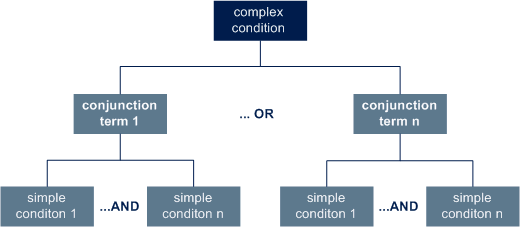 complex
condition
conjunction
term 1
... OR
conjunction
term n
simple
conditon 1
...AND
simple
conditon n
simple
conditon 1
...AND
simple
conditon n